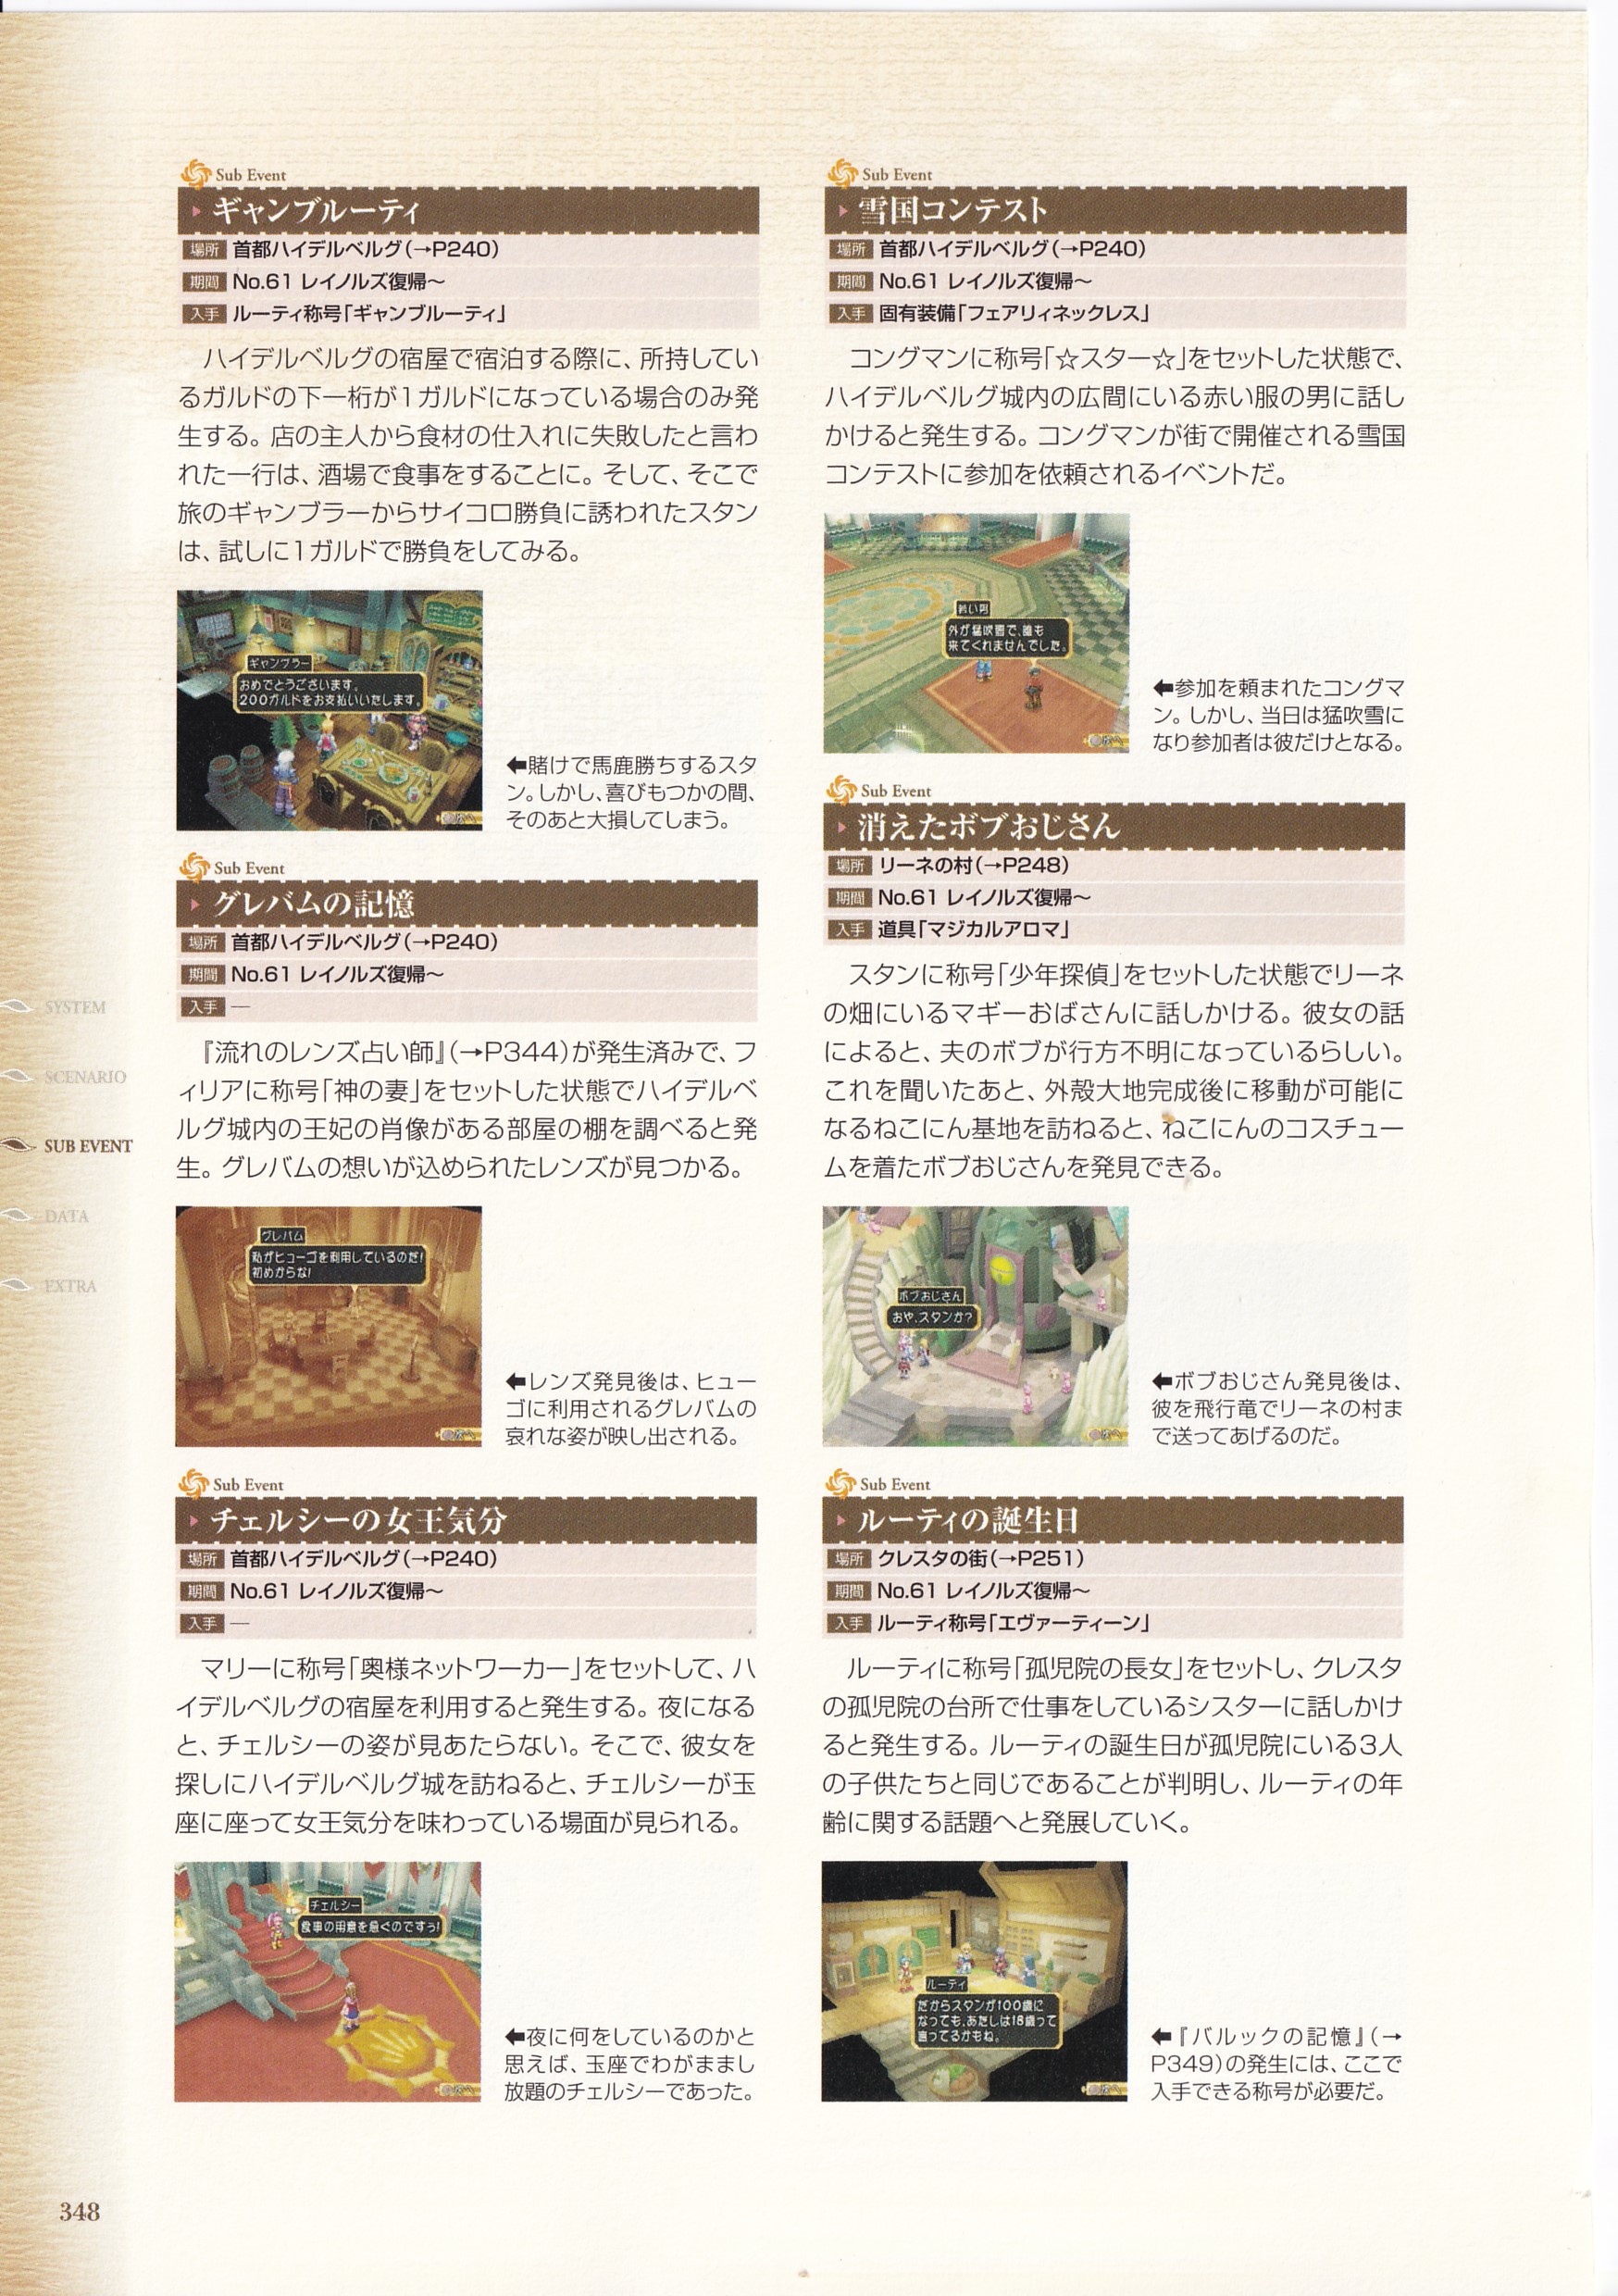 Sub Event
ギャンブルーティ
場所 首都ハイデルベルグ(→P240)
期間 No.61 レイノルズ復帰〜
入手 ルーティ称号「ギャンブルーティ」
ハイデルベルグの宿屋で宿泊する際に、所持してい
るガルドの下一桁が1ガルドになっている場合のみ発
生する。店の主人から食材の仕入れに失敗したと言わ
れた一行は、酒場で食事をすることに。そして、そこで
旅のギャンブラーからサイコロ勝負に誘われたスタン
は、試しに1ガルドで勝負をしてみる。
ギャンブラー
おめでとうございます。
200ガルドをお支払いいたします。
←賭けで馬鹿勝ちするスタ
ン。しかし、喜びもつかの間、
そのあと大損してしまう。
Sub Event
グレバムの記憶
場所 首都ハイデルベルグ(→P240)
期間 No.61 レイノルズ復帰〜
入手 ―
『流れのレンズ占い師』(→P344)が発生済みで、フ
ィリアに称号「神の妻」をセットした状態でハイデルベ
ルグ城内の王妃の肖像がある部屋の棚を調べると発
生。グレバムの想いが込められたレンズが見つかる。
グレバム
私がヒューゴを利用しているのだ!
初めからな!
←レンズ発見後は、ヒュー
ゴに利用されるグレバムの
哀れな姿が映し出される。
Sub Event
チェルシーの女王気分
場所 首都ハイデルベルグ(→P240)
期間 No.61 レイノルズ復帰〜
入手 ―
マリーに称号「奥様ネットワーカー」をセットして、ハ
イデルベルグの宿屋を利用すると発生する。夜になる
と、チェルシーの姿が見あたらない。そこで、彼女を
探しにハイデルベルグ城を訪ねると、チェルシーが玉
座に座って女王気分を味わっている場面が見られる。
チェルシー
食事の用意を急ぐのですっ!
←夜に何をしているのかと
思えば、玉座でわがままし
放題のチェルシーであった。
Sub Event
雪国コンテスト
場所 首都ハイデルベルグ(→P240)
期間 No.61 レイノルズ復帰〜
入手 固有装備「フェアリィネックレス」
コングマンに称号「☆スター☆」をセットした状態で、
ハイデルベルグ城内の広間にいる赤い服の男に話し
かけると発生する。コングマンが街で開催される雪国
コンテストに参加を依頼されるイベントだ。
若い男
外が猛吹雪で、誰も
来てくれませんでした。
←参加を頼まれたコングマ
ン。しかし、当日は猛吹雪に
なり参加者は彼だけとなる。
Sub Event
消えたボブおじさん
場所 リーネの村(→P248)
期間 No.61 レイノルズ復帰〜
入手 道具「マジカルアロマ」
スタンに称号「少年探偵」をセットした状態でリーネ
の畑にいるマギーおばさんに話しかける。彼女の話
によると、夫のボブが行方不明になっているらしい。
これを聞いたあと、外殻大地完成後に移動が可能に
なるねこにん基地を訪ねると、ねこにんのコスチュー
ムを着たボブおじさんを発見できる。
ボブおじさん
おや、スタンか?
←ボブおじさん発見後は、
彼を飛行竜でリーネの村ま
で送ってあげるのだ。
Sub Event
ルーティの誕生日
場所 クレスタの街(→P251)
期間 No.61 レイノルズ復帰〜
入手 ルーティ称号「エヴァーティーン」
ルーティに称号「孤児院の長女」をセットし、クレスタ
の孤児院の台所で仕事をしているシスターに話しかけ
ると発生する。ルーティの誕生日が孤児院にいる3人
の子供たちと同じであることが判明し、ルーティの年
齢に関する話題へと発展していく。
ルーティ
だからスタンが100歳に
なっても、あたしは18歳って
言ってるかもね。
←『バルックの記憶』(→
P349)の発生には、ここで
入手できる称号が必要だ。
SYSTEM
SCENARIO
SUB EVENT
DATA
EXTRA
348